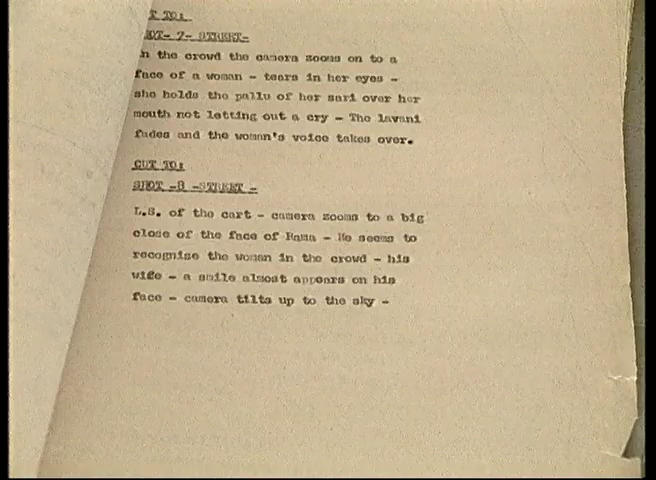 T TO:
OT- 7- STREET-
n the crowd the camera zooms on to a
face of a woman - tears in her eyes -
she holds the pallu of her sari over her
mouth not letting out a cry - The lavani
fades and the woman's voice takes over.
CUT TO:
SHOT -8 -STREET -
L.S. of the cart - camera zooms to a big
close of the face of Rama - He seems to
recognise the woman in the crowd - his
wife - a smile almost appears on his
face - camera tilts up to the sky -